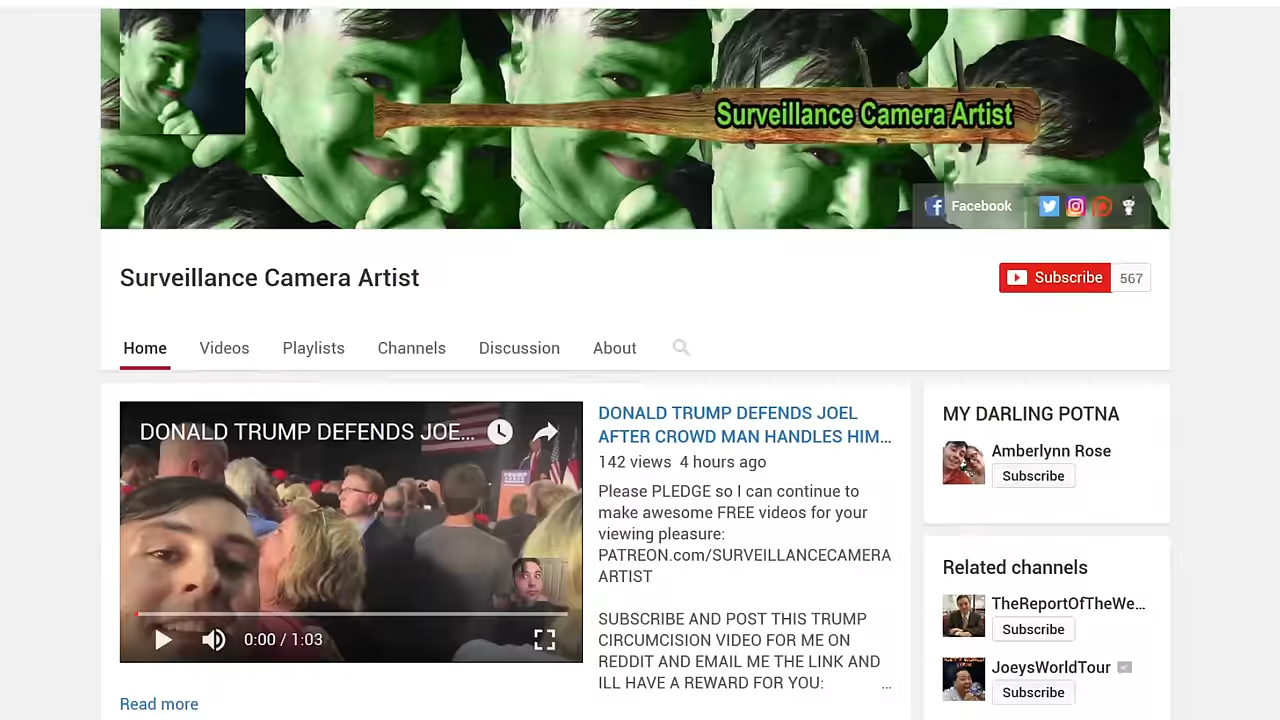 Surveillance Camera Artist
Facebook
Surveillance Camera Artist
Subscribe 567
Home Videos Playlists Channels Discussion About
DONALD TRUMP DEFENDS JOE...
0:00 / 1:03
DONALD TRUMP DEFENDS JOEL
AFTER CROWD MAN HANDLES HIM...
142 views 4 hours ago
Please PLEDGE so I can continue to
make awesome FREE videos for your
viewing pleasure:
PATREON.com/SURVEILLANCECAMERA
ARTIST
SUBSCRIBE AND POST THIS TRUMP
CIRCUMCISION VIDEO FOR ME ON
REDDIT AND EMAIL ME THE LINK AND
ILL HAVE A REWARD FOR YOU: ...
Read more
MY DARLING POTNA
Amberlynn Rose
Subscribe
Related channels
TheReportOfTheWe...
Subscribe
JoeysWorldTour
Subscribe